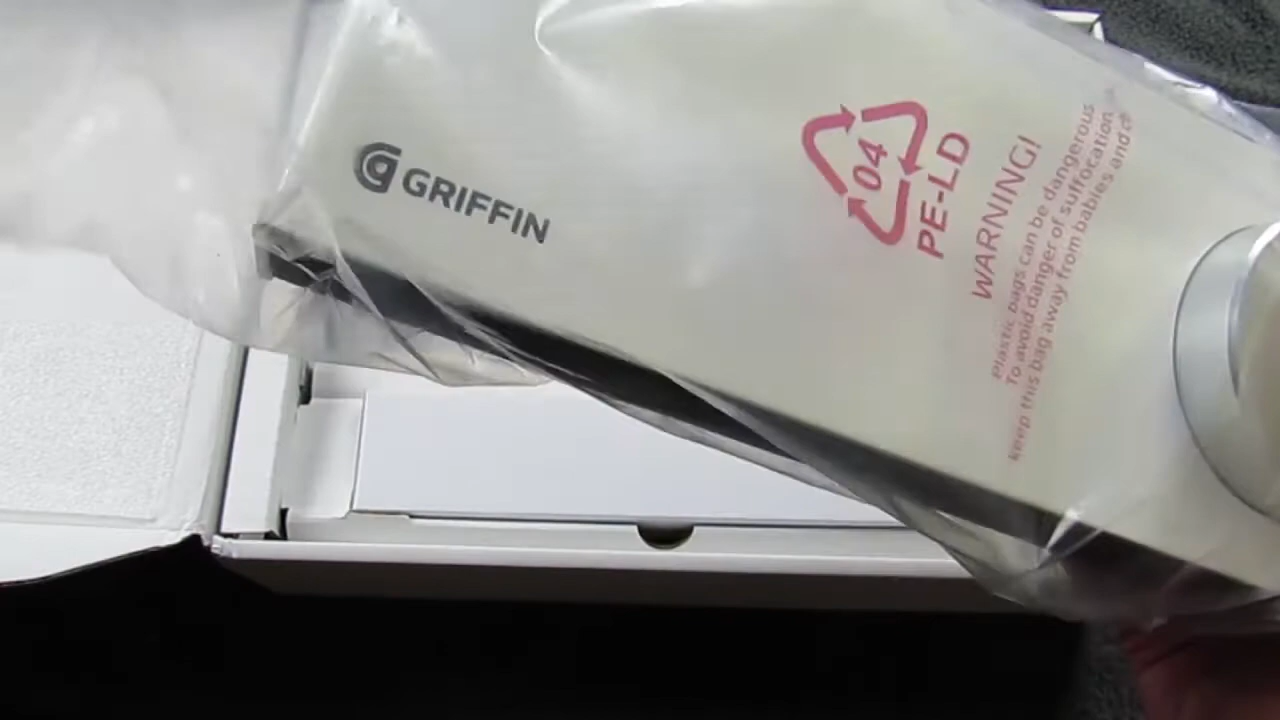 GRIFFIN
04
PE-LD
WARNING!
Plastic bags can be dangerous
To avoid danger of suffocation
keep this bag away from babies and